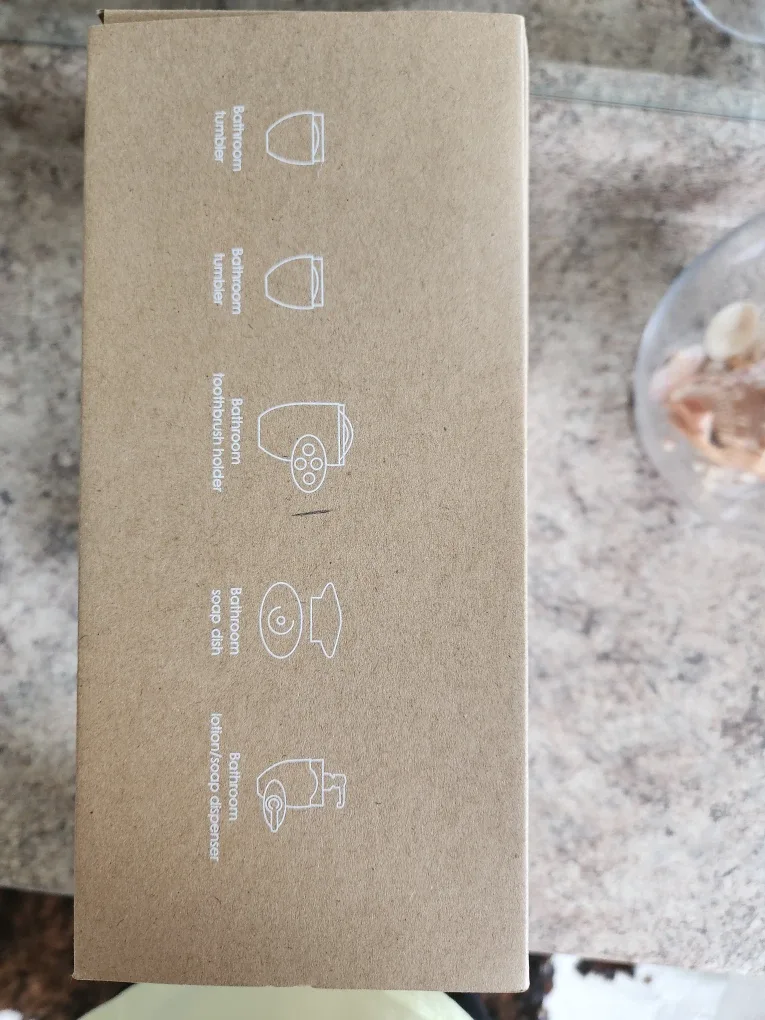 Bathroom
tumbler
Bathroom
tumbler
Bathroom
toothbrush holder
Bathroom
soap dish
Bathroom
lotion/soap dispenser